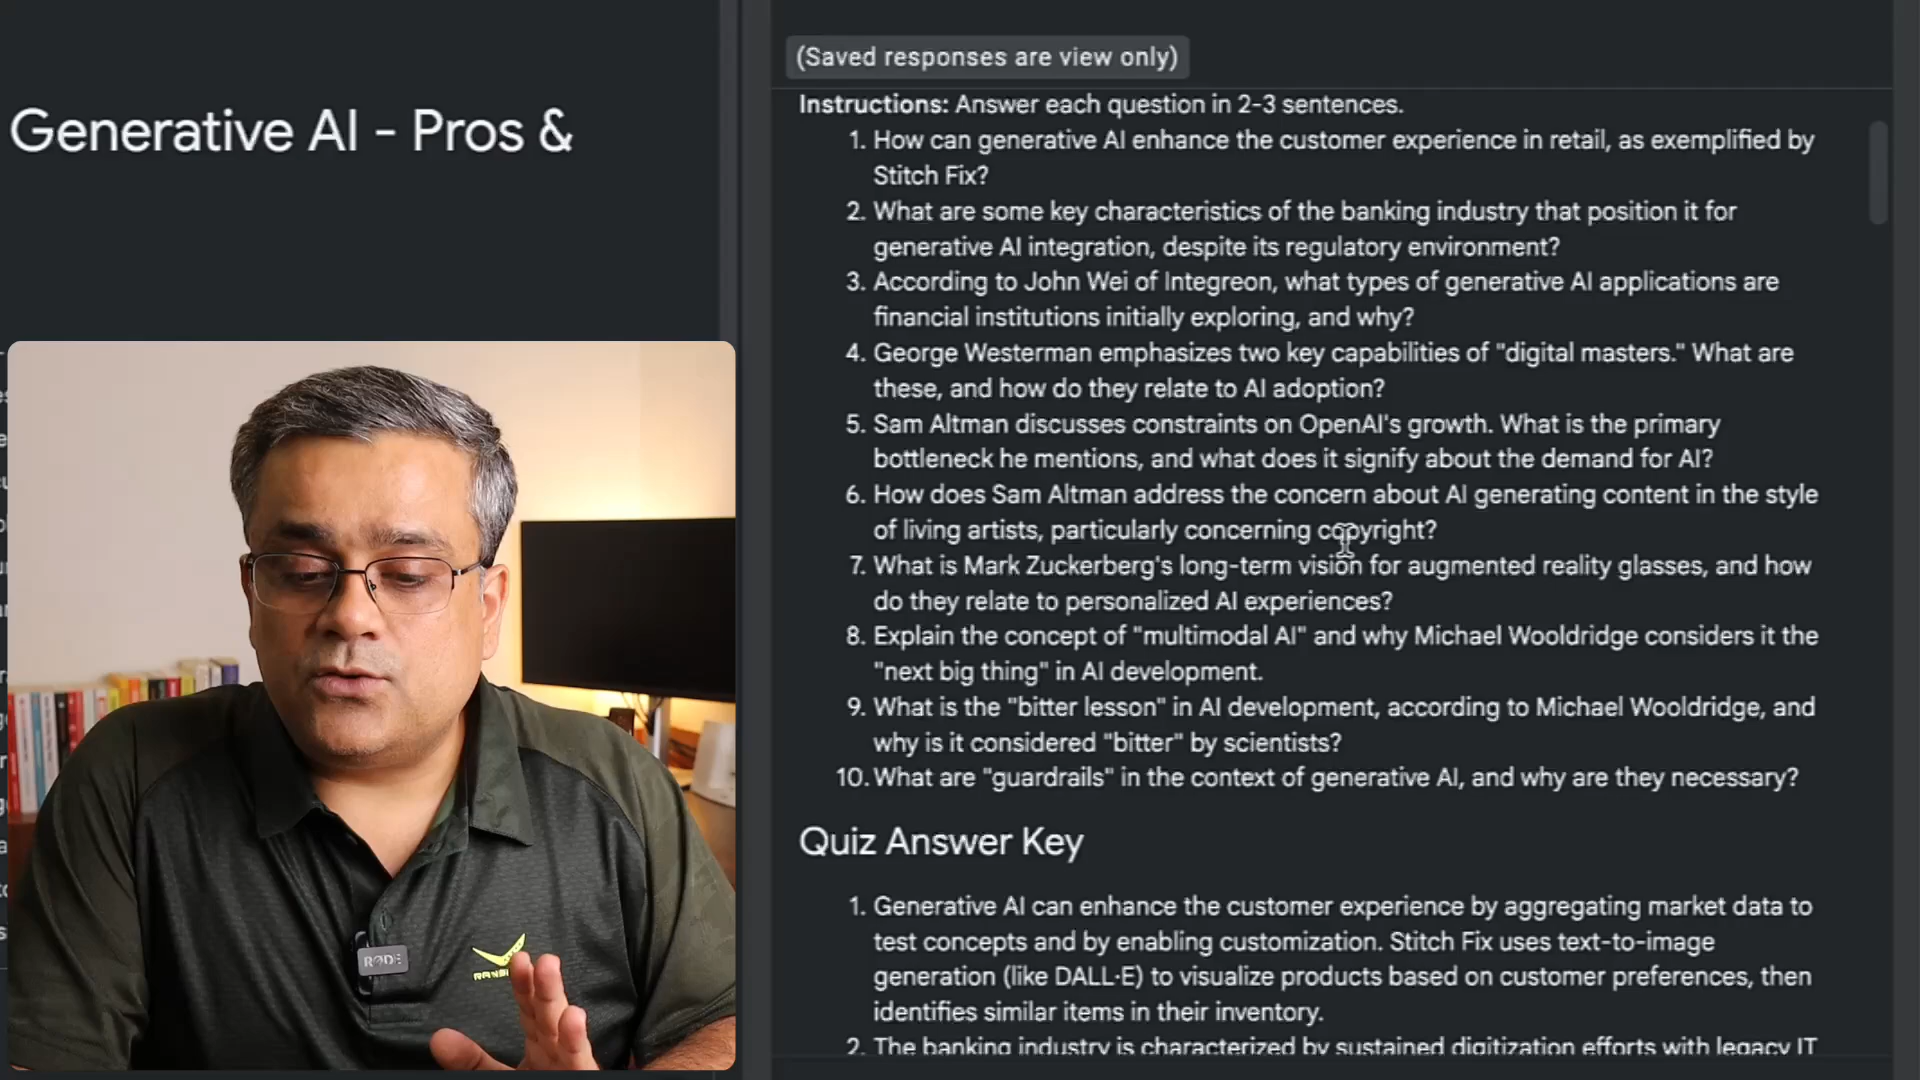 Generative AI - Pros &
(Saved responses are view only)
Instructions: Answer each question in 2-3 sentences.
1. How can generative AI enhance the customer experience in retail, as exemplified by
Stitch Fix?
2. What are some key characteristics of the banking industry that position it for
generative AI integration, despite its regulatory environment?
3. According to John Wei of Integreon, what types of generative AI applications are
financial institutions initially exploring, and why?
4. George Westerman emphasizes two key capabilities of "digital masters." What are
these, and how do they relate to AI adoption?
5. Sam Altman discusses constraints on OpenAI's growth. What is the primary
bottleneck he mentions, and what does it signify about the demand for AI?
6. How does Sam Altman address the concern about AI generating content in the style
of living artists, particularly concerning copyright?
7. What is Mark Zuckerberg's long-term vision for augmented reality glasses, and how
do they relate to personalized AI experiences?
8. Explain the concept of "multimodal AI" and why Michael Wooldridge considers it the
"next big thing" in AI development.
9. What is the "bitter lesson" in AI development, according to Michael Wooldridge, and
why is it considered "bitter" by scientists?
10. What are "guardrails" in the context of generative AI, and why are they necessary?
Quiz Answer Key
1. Generative AI can enhance the customer experience by aggregating market data to
test concepts and by enabling customization. Stitch Fix uses text-to-image
generation (like DALL·E) to visualize products based on customer preferences, then
identifies similar items in their inventory.
2. The banking industry is characterized by sustained digitization efforts with legacy IT
RØDE